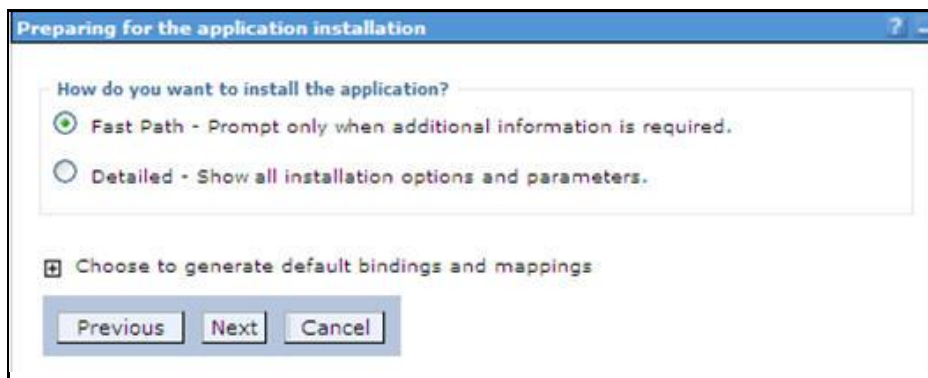 Preparing for the application installation ?
How do you want to install the application?
Fast Path - Prompt only when additional information is required.
Detailed - Show all installation options and parameters.
Choose to generate default bindings and mappings
Previous Next Cancel